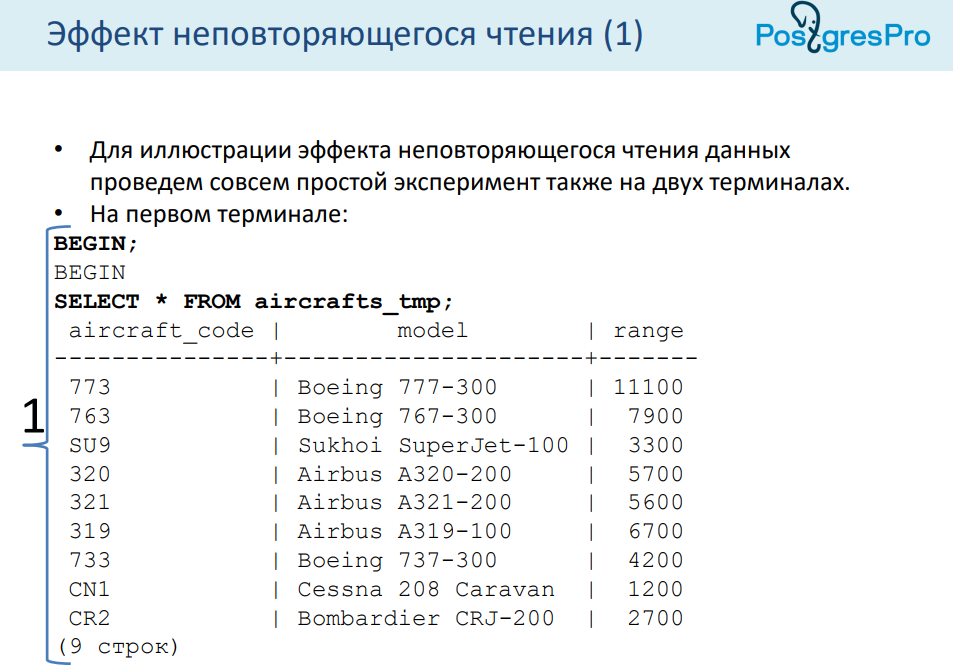 Эффект неповторяющегося чтения (1)
PostgresPro
• Для иллюстрации эффекта неповторяющегося чтения данных
проведем совсем простой эксперимент также на двух терминалах.
• На первом терминале:
BEGIN;
BEGIN
SELECT * FROM aircrafts_tmp;
 aircraft_code |        model        | range
---------------+---------------------+-------
 773           | Boeing 777-300      | 11100
 763           | Boeing 767-300      |  7900
1
 SU9           | Sukhoi SuperJet-100 |  3300
 320           | Airbus A320-200     |  5700
 321           | Airbus A321-200     |  5600
 319           | Airbus A319-100     |  6700
 733           | Boeing 737-300      |  4200
 CN1           | Cessna 208 Caravan  |  1200
 CR2           | Bombardier CRJ-200  |  2700
(9 строк)